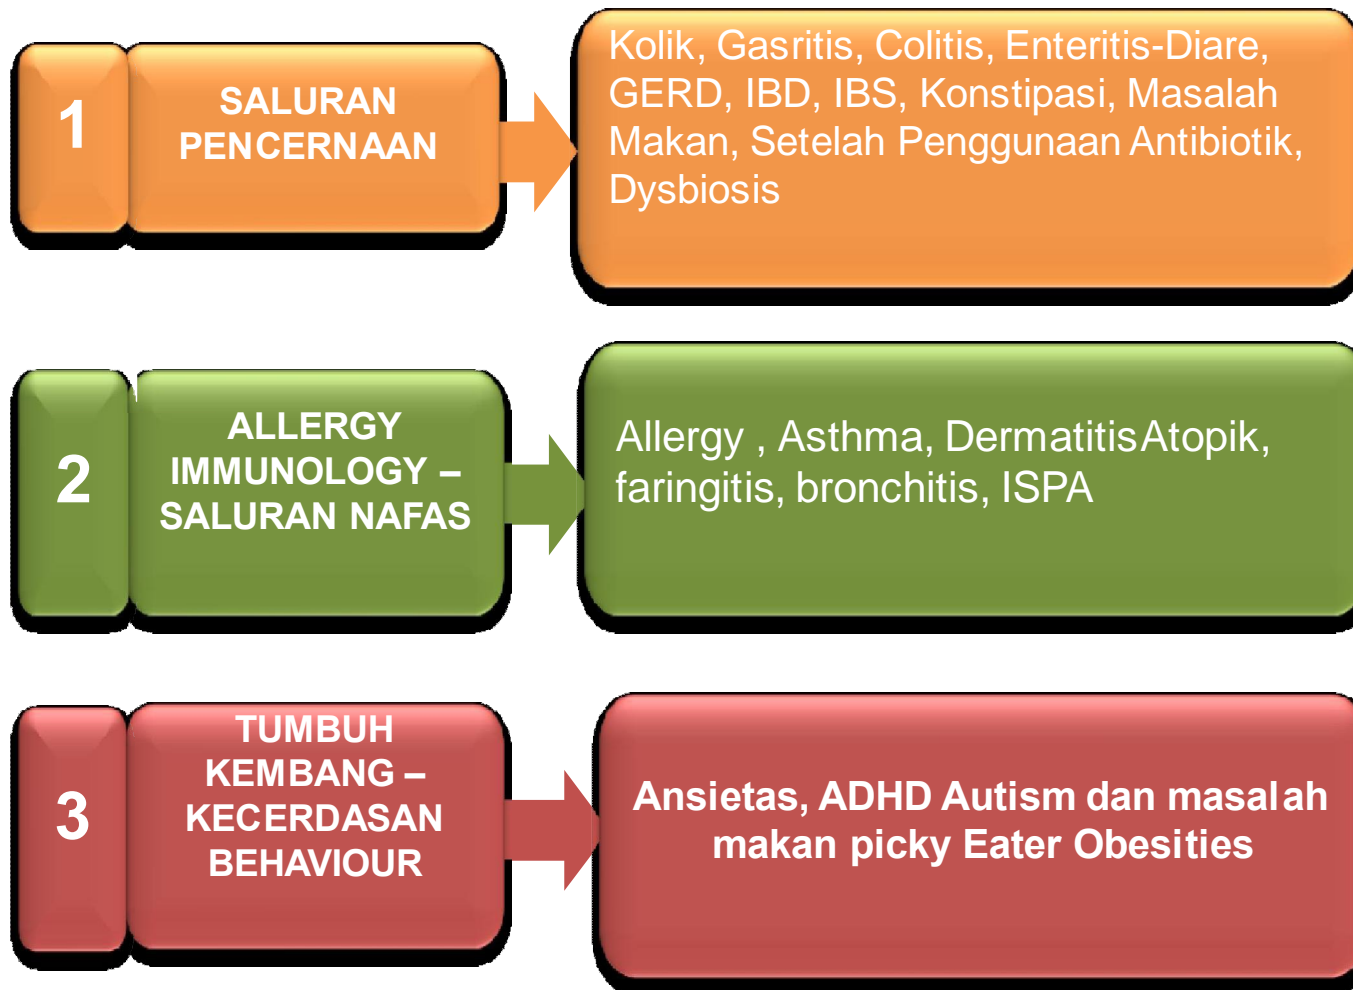 1
SALURAN
PENCERNAAN
Kolik, Gasritis, Colitis, Enteritis-Diare,
GERD, IBD, IBS, Konstipasi, Masalah
Makan, Setelah Penggunaan Antibiotik,
Dysbiosis
2
ALLERGY
IMMUNOLOGY –
SALURAN NAFAS
Allergy , Asthma, Dermatitis Atopik,
faringitis, bronchitis, ISPA
3
TUMBUH
KEMBANG –
KECERDASAN
BEHAVIOUR
Ansietas, ADHD Autism dan masalah
makan picky Eater Obesities